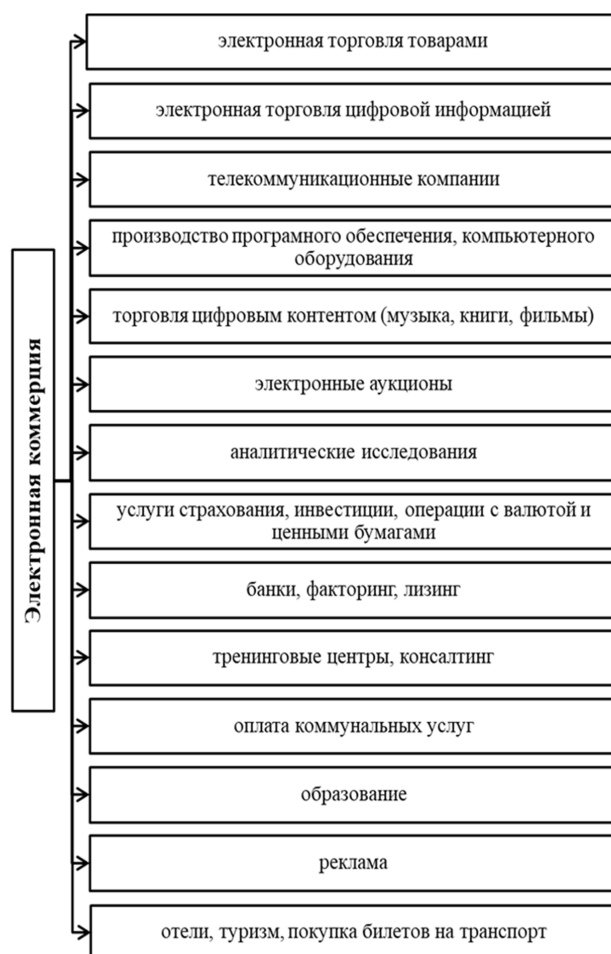 Электронная коммерция
электронная торговля товарами
электронная торговля цифровой информацией
телекоммуникационные компании
производство програмного обеспечения, компьютерного
оборудования
торговля цифровым контентом (музыка, книги, фильмы)
электронные аукционы
аналитические исследования
услуги страхования, инвестиции, операции с валютой и
ценными бумагами
банки, факторинг, лизинг
тренинговые центры, консалтинг
оплата коммунальных услуг
образование
реклама
отели, туризм, покупка билетов на транспорт